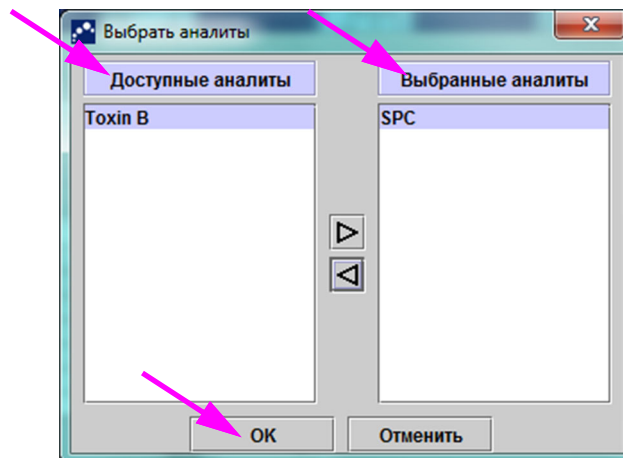 Выбрать аналиты
Доступные аналиты
Выбранные аналиты
Toxin B
SPC
OK
Отменить